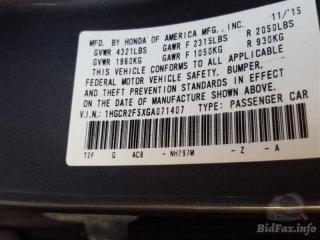 MFD. BY HONDA OF AMERICA MFG., INC. 11/15
GVWR 4321LBS GAWR F 2315LBS R 2050LBS
GVWR 1960KG GAWR F 1050KG R 930KG
THIS VEHICLE CONFORMS TO ALL APPLICABLE
FEDERAL MOTOR VEHICLE SAFETY, BUMPER,
AND THEFT PREVENTION STANDARDS IN EFFECT
ON THE DATE OF MANUFACTURE SHOWN ABOVE.
V.I.N.: 1HGCR2F5XGA071407 TYPE: PASSENGER CAR
T2F G AC8 - NH797M - Z - A
BidFax.info